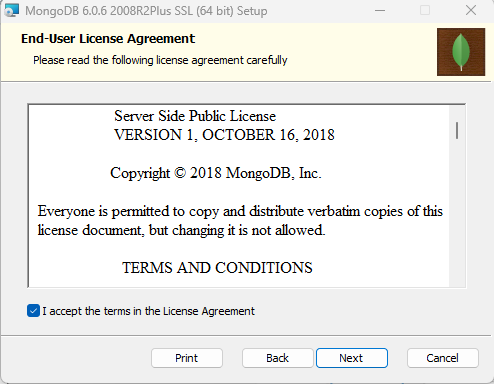 MongoDB 6.0.6 2008R2Plus SSL (64 bit) Setup
End-User License Agreement
Please read the following license agreement carefully
Server Side Public License
VERSION 1, OCTOBER 16, 2018
Copyright © 2018 MongoDB, Inc.
Everyone is permitted to copy and distribute verbatim copies of this
license document, but changing it is not allowed.
TERMS AND CONDITIONS
I accept the terms in the License Agreement
Print Back Next Cancel